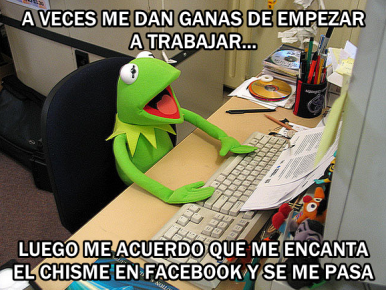 A VECES ME DAN GANAS DE EMPEZAR
A TRABAJAR...
LUEGO ME ACUERDO QUE ME ENCANTA
EL CHISME EN FACEBOOK Y SE ME PASA